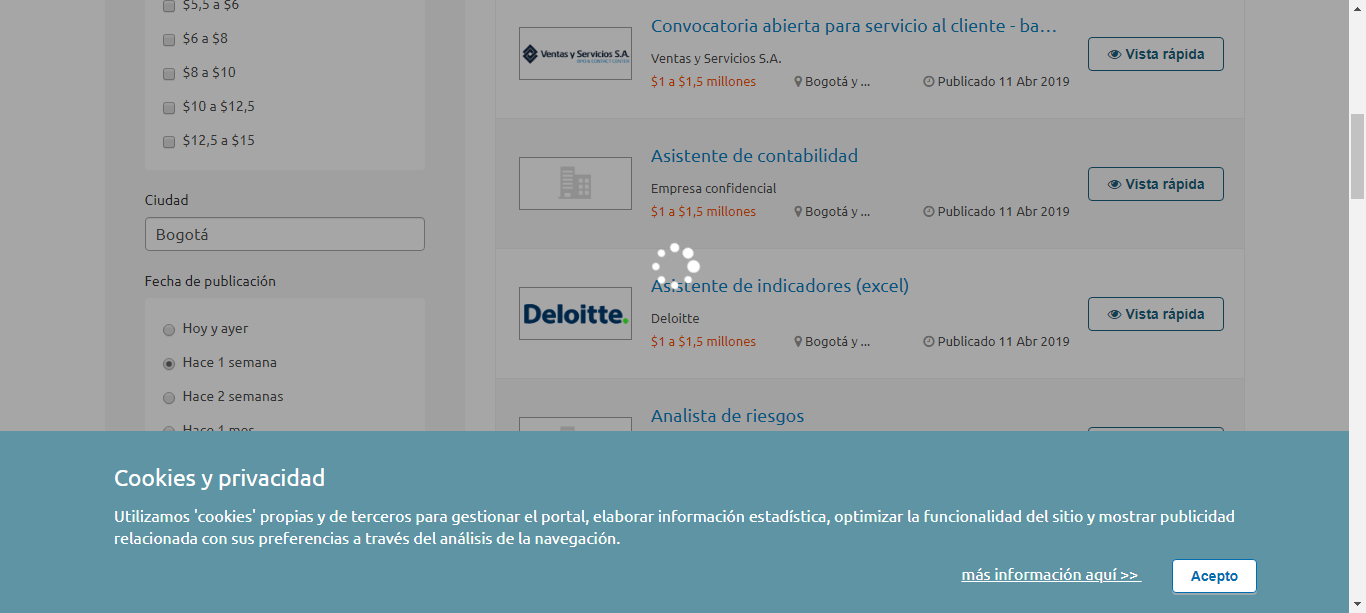 $5,5 a $6
$6 a $8
$8 a $10
$10 a $12,5
$12,5 a $15
Ciudad
Bogotá
Fecha de publicación
Hoy y ayer
Hace 1 semana
Hace 2 semanas
Hace 1 mes
Ventas y Servicios S.A.
BPO & CONTACT CENTER
Convocatoria abierta para servicio al cliente - ba...
Ventas y Servicios S.A.
$1 a $1,5 millones Bogotá y ... Publicado 11 Abr 2019
Vista rápida
Asistente de contabilidad
Empresa confidencial
$1 a $1,5 millones Bogotá y ... Publicado 11 Abr 2019
Vista rápida
Deloitte.
Asistente de indicadores (excel)
Deloitte
$1 a $1,5 millones Bogotá y ... Publicado 11 Abr 2019
Vista rápida
Analista de riesgos
Cookies y privacidad
Utilizamos 'cookies' propias y de terceros para gestionar el portal, elaborar información estadística, optimizar la funcionalidad del sitio y mostrar publicidad
relacionada con sus preferencias a través del análisis de la navegación.
más información aquí >>
Acepto